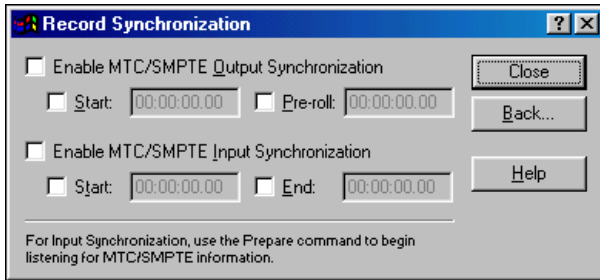 Record Synchronization
Enable MTC/SMPTE Output Synchronization
Start: 00:00:00.00 Pre-roll: 00:00:00.00
Enable MTC/SMPTE Input Synchronization
Start: 00:00:00.00 End: 00:00:00.00
For Input Synchronization, use the Prepare command to begin
listening for MTC/SMPTE information.
Close
Back...
Help